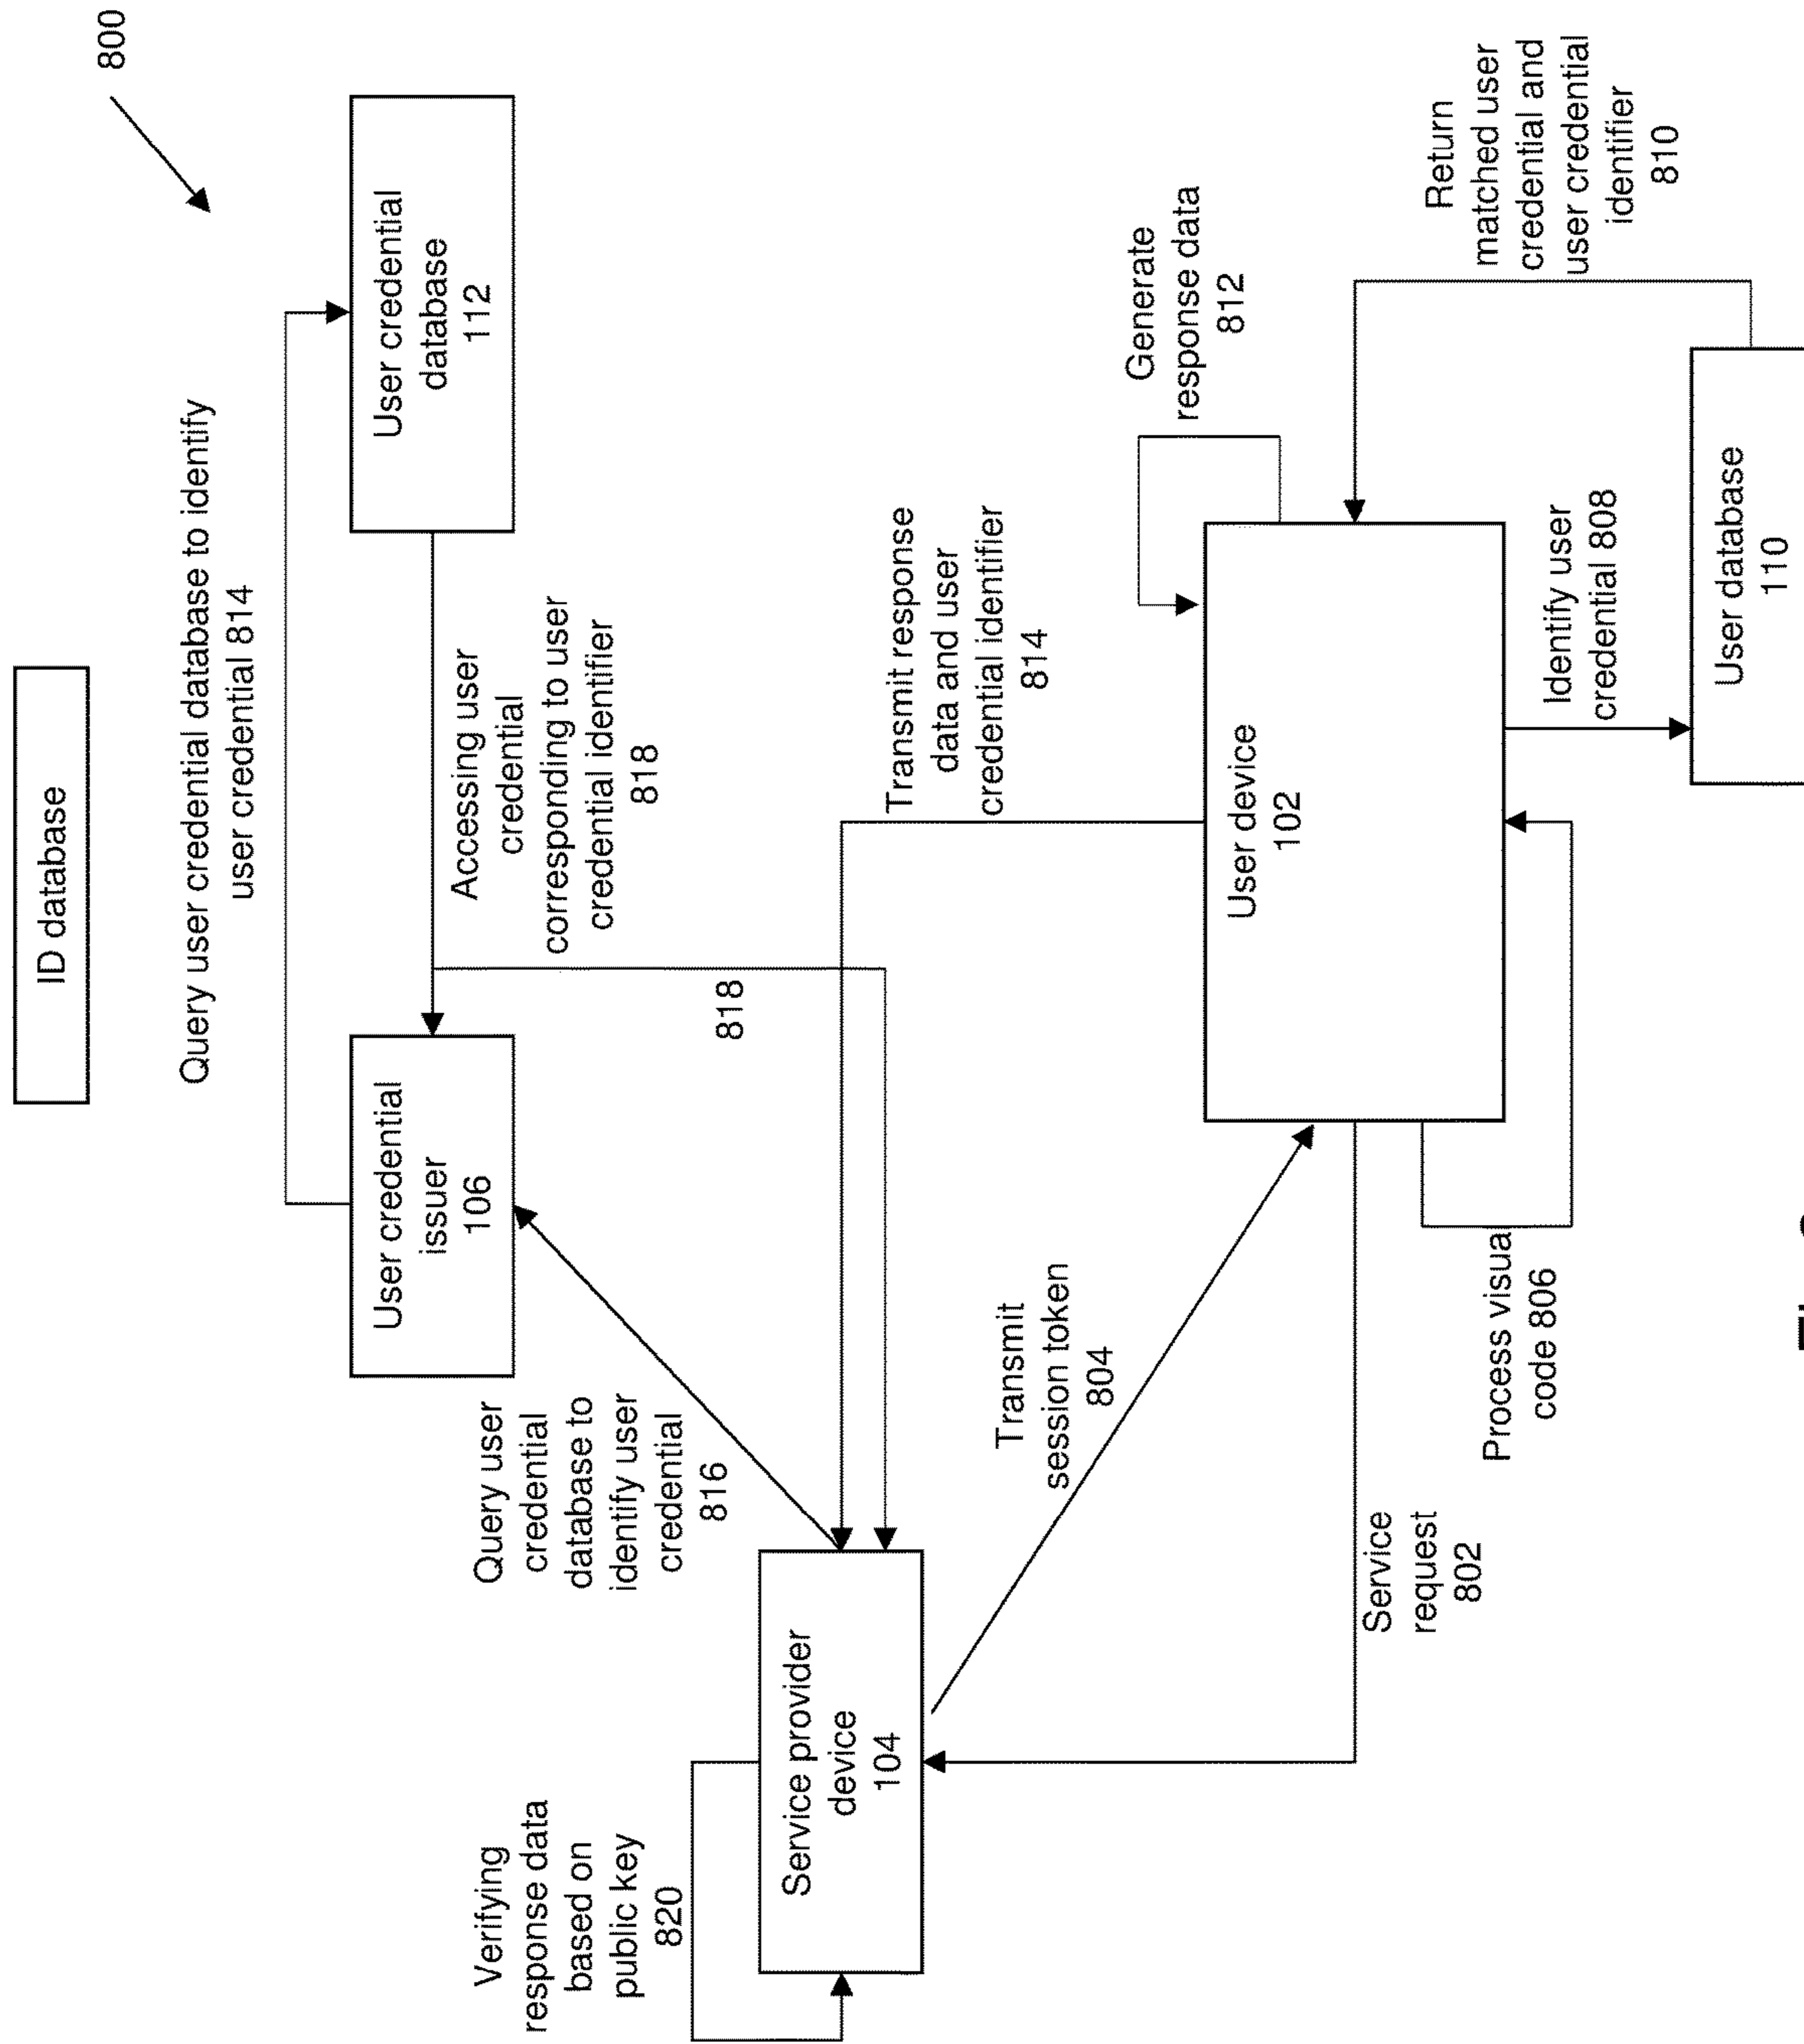 800
ID database
Query user credential database to identify
user credential 814
User credential
issuer
106
User credential
database
112
Accessing user
credential
corresponding to user
credential identifier
818
818
Query user
credential
database to
identify user
credential
816
Verifying
response data
based on
public key
820
Service provider
device
104
Transmit response
data and user
credential identifier
814
Transmit
session token
804
Generate
response data
812
User device
102
Service
request
802
Process visua
code 806
Identify user
credential 808
Return
matched user
credential and
user credential
identifier
810
User database
110